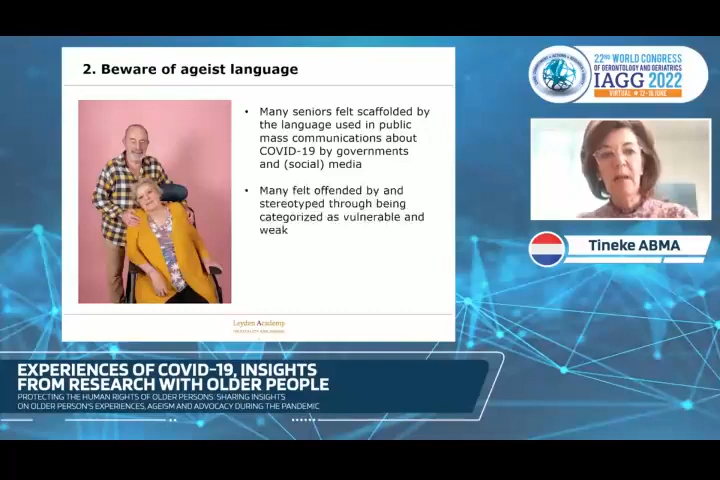 2. Beware of ageist language
• Many seniors felt scaffolded by
the language used in public
mass communications about
COVID-19 by governments
and (social) media
• Many felt offended by and
stereotyped through being
categorized as vulnerable and
weak
Leyden Academy
22ND WORLD CONGRESS
OF GERONTOLOGY AND GERIATRICS
IAGG 2022
VIRTUAL • 12-16 JUNE
Tineke ABMA
EXPERIENCES OF COVID-19, INSIGHTS
FROM RESEARCH WITH OLDER PEOPLE
PROTECTING THE HUMAN RIGHTS OF OLDER PERSONS: SHARING INSIGHTS
ON OLDER PERSON'S EXPERIENCES, AGEISM AND ADVOCACY DURING THE PANDEMIC